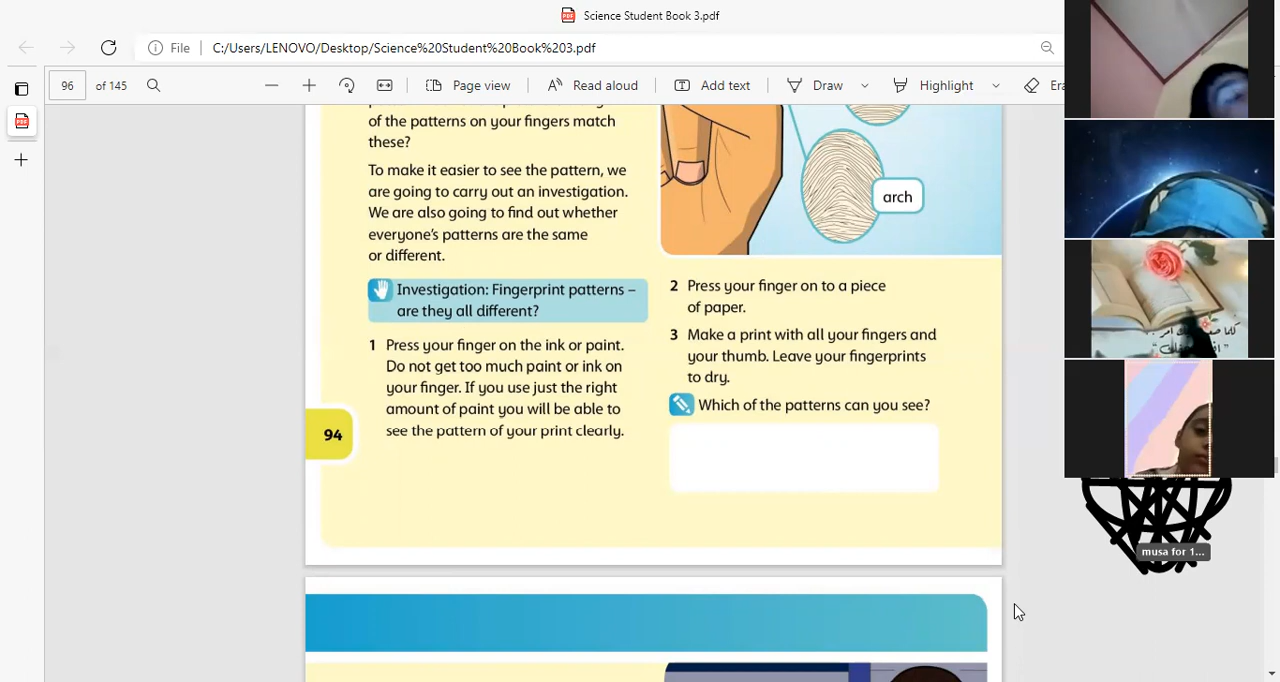 Science Student Book 3.pdf
File
C:/Users/LENOVO/Desktop/Science%20Student%20Book%203.pdf
96
of 145
Page view
Read aloud
Add text
Draw
Highlight
Era
of the patterns on your fingers match
these?
To make it easier to see the pattern, we
are going to carry out an investigation.
We are also going to find out whether
everyone's patterns are the same
or different.
Investigation: Fingerprint patterns –
are they all different?
1 Press your finger on the ink or paint.
Do not get too much paint or ink on
your finger. If you use just the right
amount of paint you will be able to
see the pattern of your print clearly.
94
arch
2 Press your finger on to a piece
of paper.
3 Make a print with all your fingers and
your thumb. Leave your fingerprints
to dry.
Which of the patterns can you see?
musa for 1...